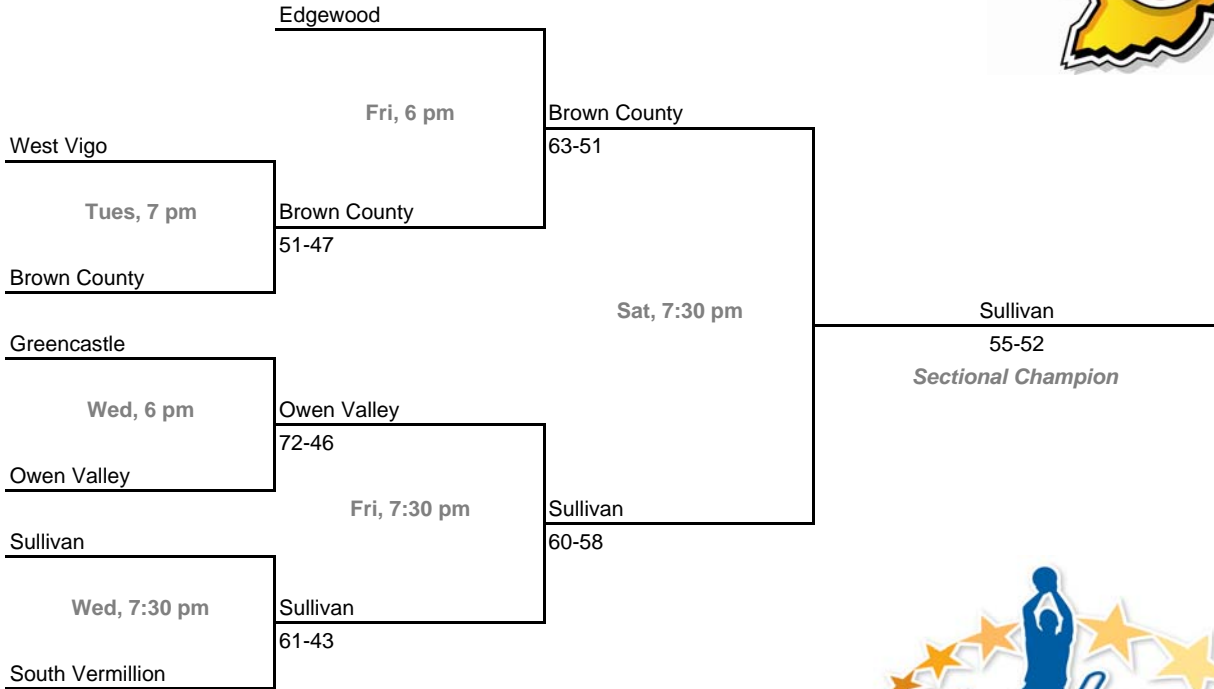 Edgewood
Fri, 6 pm
Brown County
West Vigo
63-51
Tues, 7 pm
Brown County
51-47
Brown County
Sat, 7:30 pm
Sullivan
Greencastle
55-52
Sectional Champion
Wed, 6 pm
Owen Valley
72-46
Owen Valley
Fri, 7:30 pm
Sullivan
Sullivan
60-58
Wed, 7:30 pm
Sullivan
61-43
South Vermillion